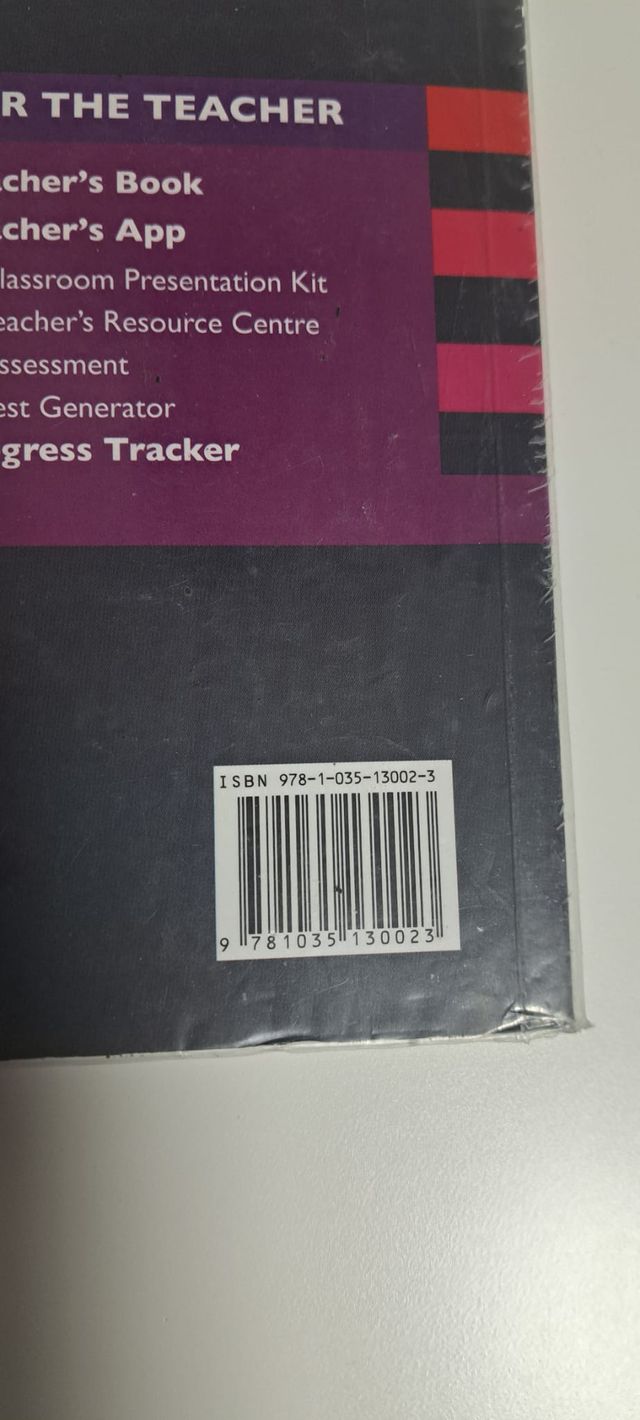 R THE TEACHER
cher's Book
cher's App
lassroom Presentation Kit
eacher's Resource Centre
ssessment
est Generator
gress Tracker
ISBN 978-1-035-13002-3
9 781035 130023